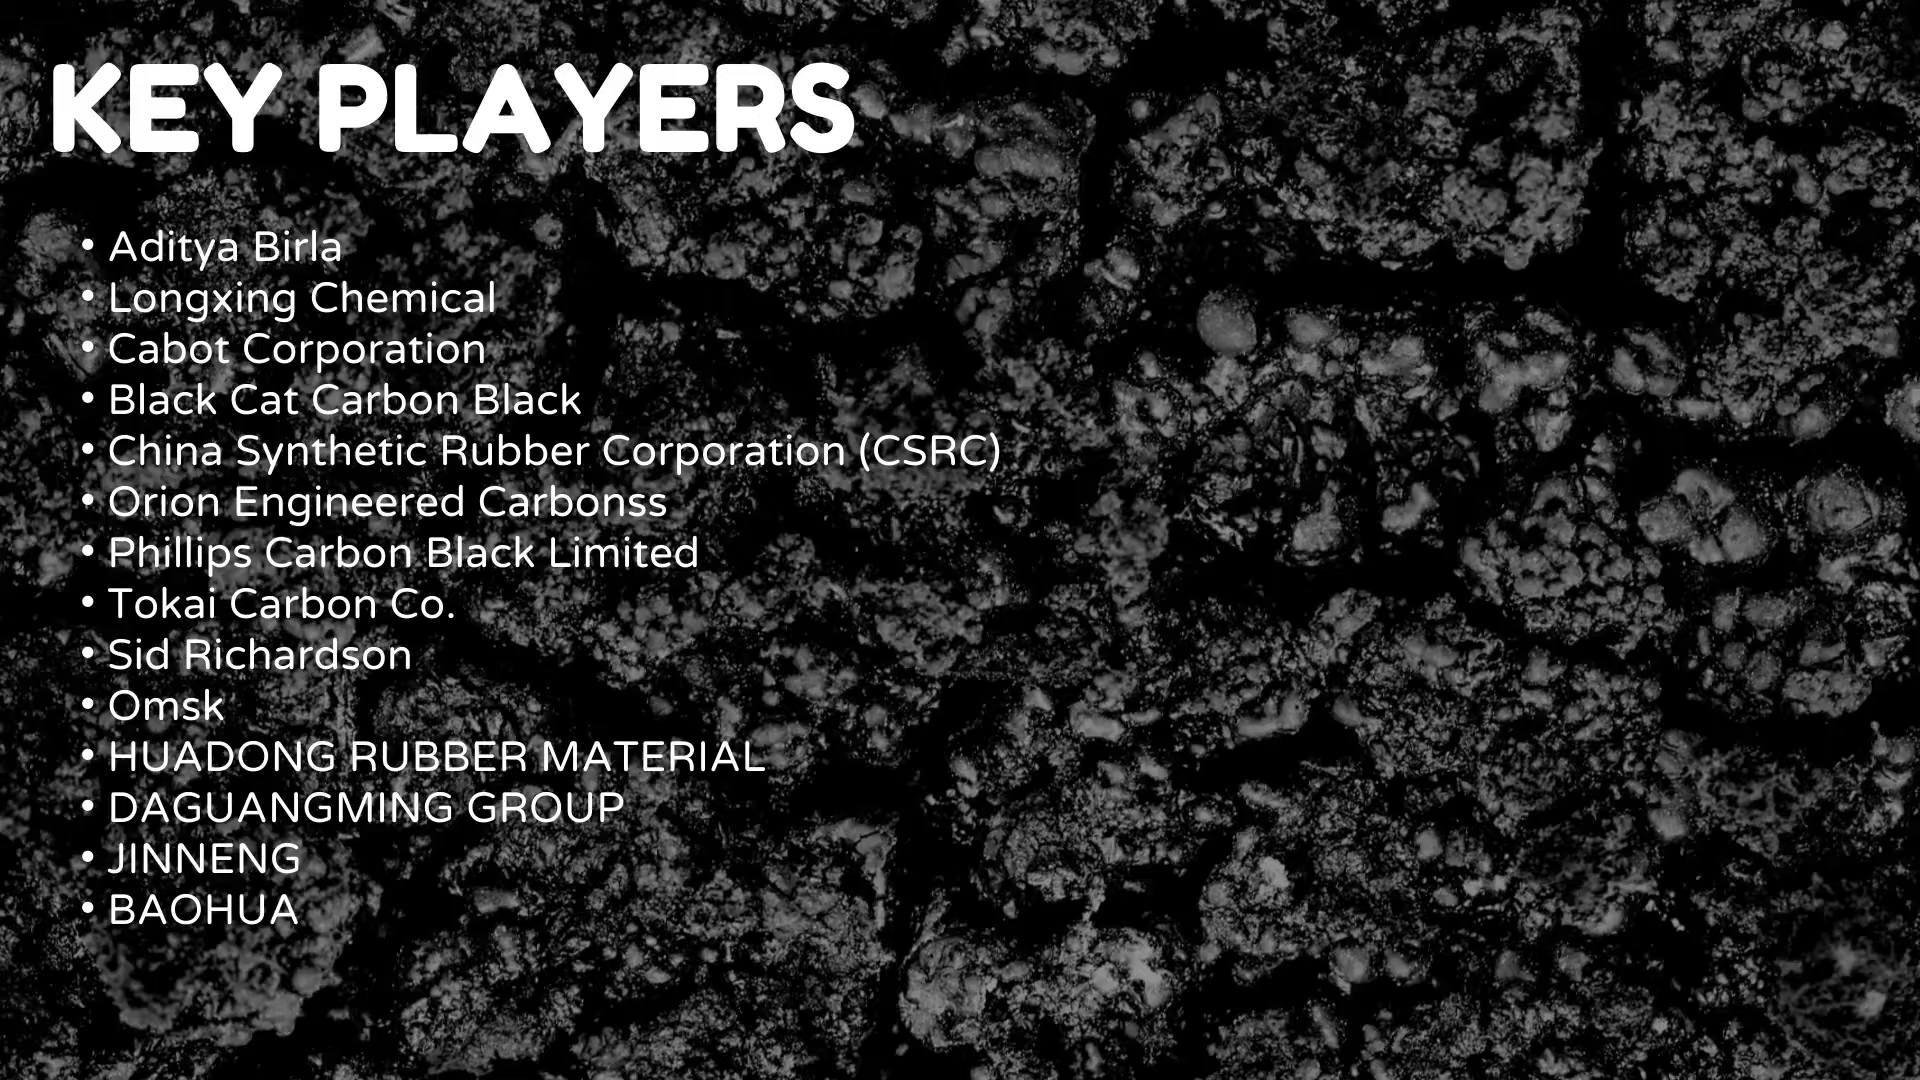 KEY PLAYERS
• Aditya Birla
• Longxing Chemical
• Cabot Corporation
• Black Cat Carbon Black
• China Synthetic Rubber Corporation (CSRC)
• Orion Engineered Carbonss
• Phillips Carbon Black Limited
• Tokai Carbon Co.
• Sid Richardson
• Omsk
• HUADONG RUBBER MATERIAL
• DAGUANGMING GROUP
• JINNENG
• BAOHUA